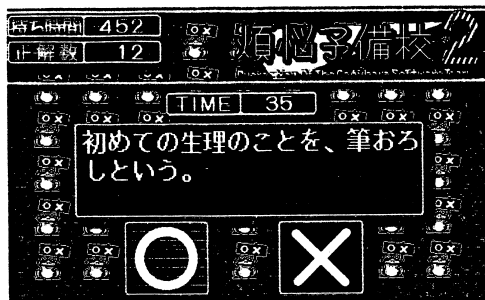 持ち時間 452
正解数 12
煩悩予備校2
TIME 35
初めての生理のことを、筆おろ
しという。